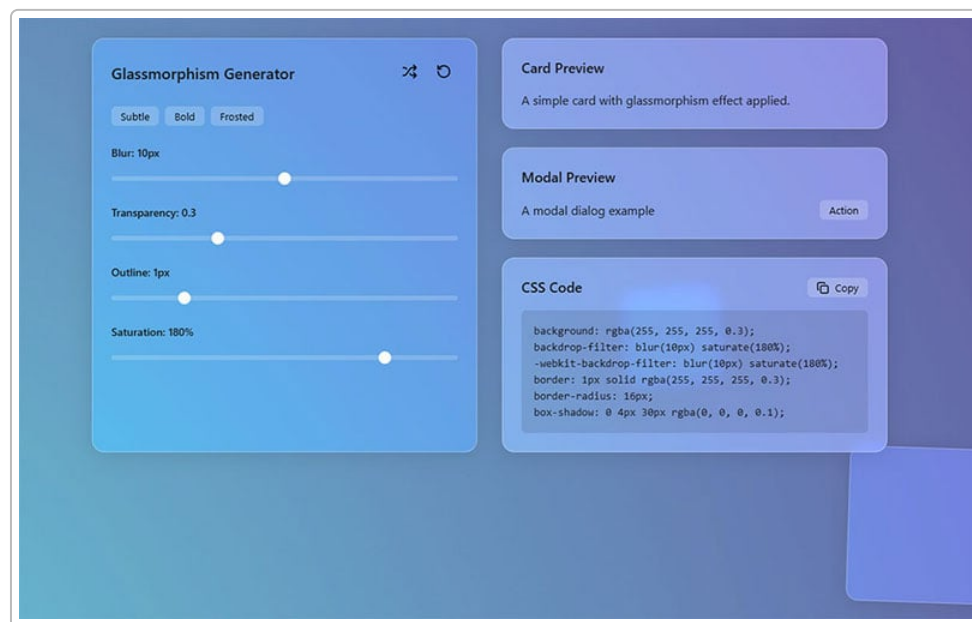 Glassmorphism Generator
Subtle Bold Frosted
Blur: 10px
Transparency: 0.3
Outline: 1px
Saturation: 180%
Card Preview
A simple card with glassmorphism effect applied.
Modal Preview
A modal dialog example Action
CSS Code Copy
background: rgba(255, 255, 255, 0.3);
backdrop-filter: blur(10px) saturate(180%);
-webkit-backdrop-filter: blur(10px) saturate(180%);
border: 1px solid rgba(255, 255, 255, 0.3);
border-radius: 16px;
box-shadow: 0 4px 30px rgba(0, 0, 0, 0.1);